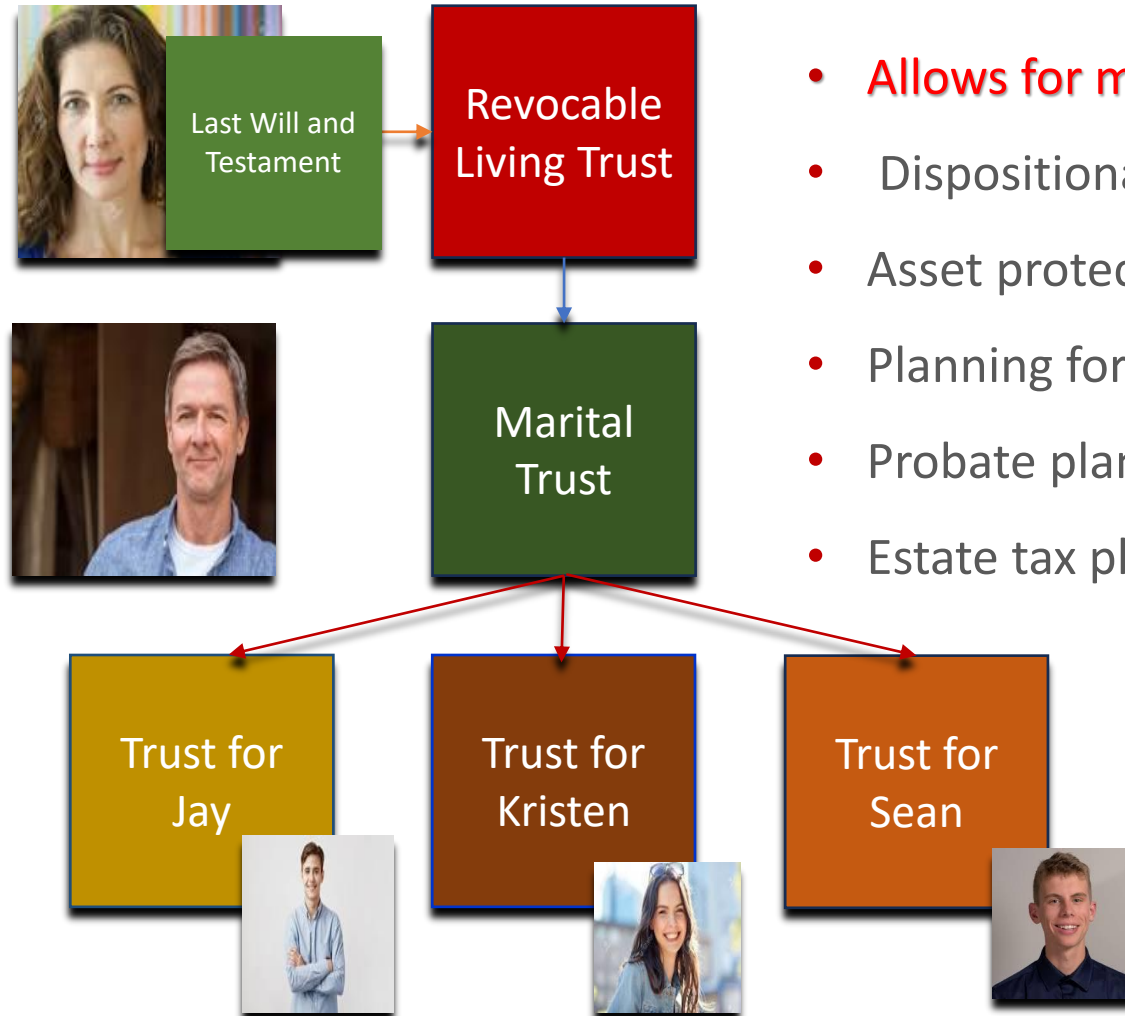 Last Will and
Testament
Revocable
Living Trust
Marital
Trust
Trust for
Jay
Trust for
Kristen
Trust for
Sean
• Allows for
• 
• Asset
• Planning for
• Probate
• Estate tax